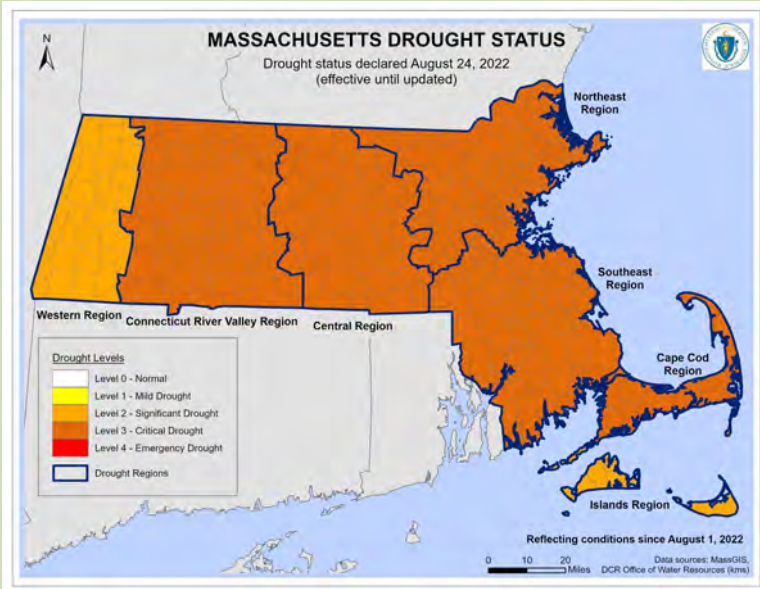 N
MASSACHUSETTS DROUGHT STATUS
Drought status declared August 24, 2022
(effective until updated)
Northeast
Region
Southeast
Region
Western Region
Connecticut River Valley Region
Central Region
Cape Cod
Region
Drought Levels
Level 0 - Normal
Level 1 - Mild Drought
Level 2 - Significant Drought
Level 3 - Critical Drought
Level 4 - Emergency Drought
Drought Regions
Islands Region
Reflecting conditions since August 1, 2022
0 10 20
Miles
Data sources: MassGIS,
DCR Office of Water Resources (kms)